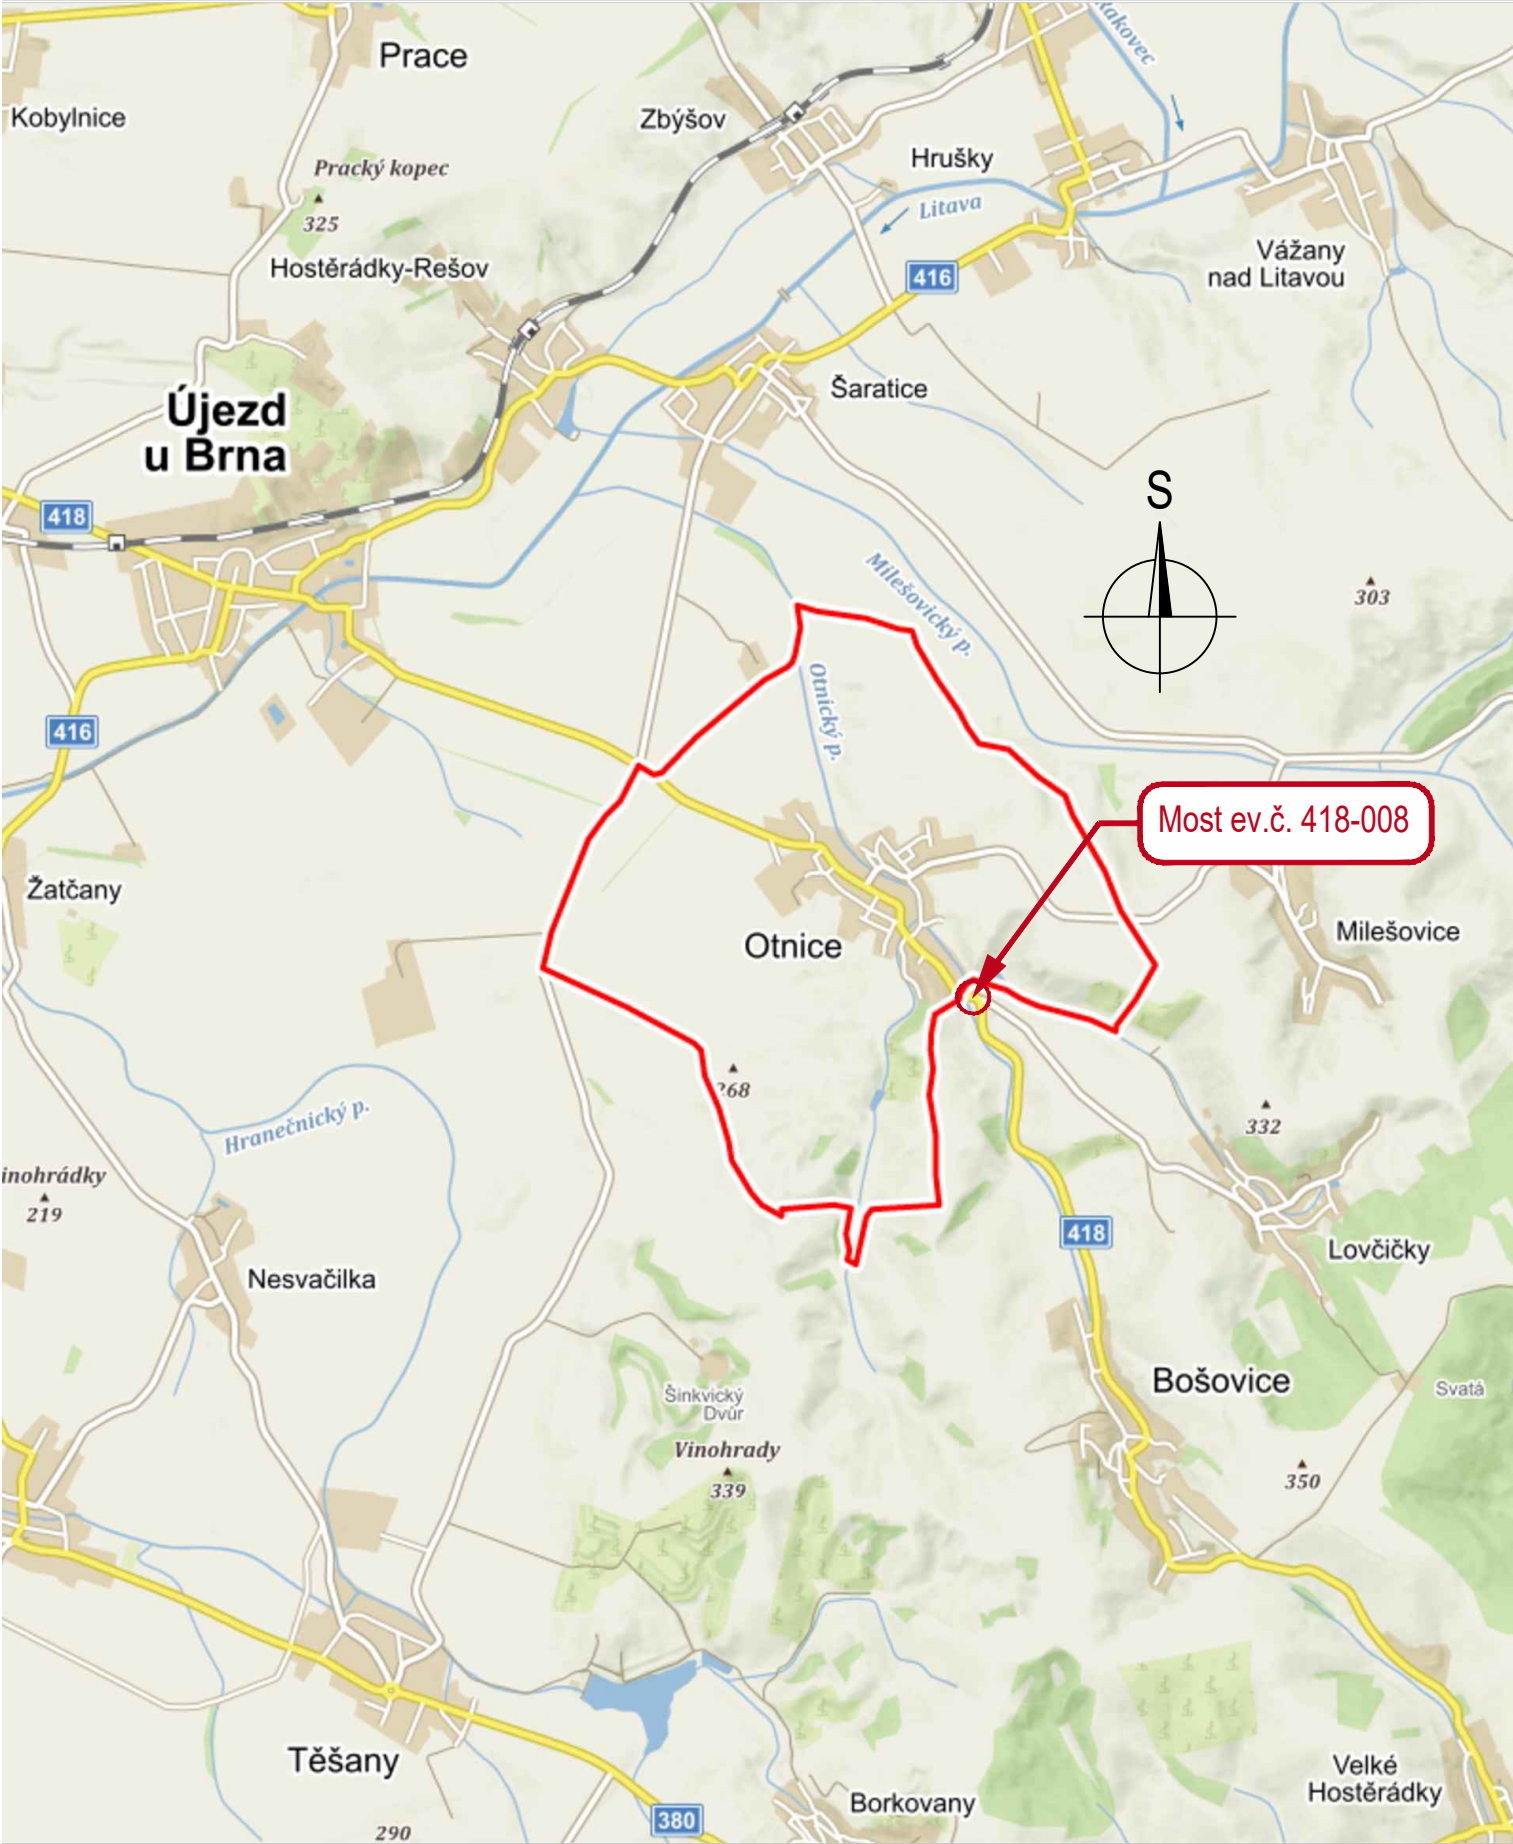 Prace
Kobylnice
Zbýšov
Hrušky
Pracký kopec
325
Litava
Hostěrádky-Rešov
Vážany
nad Litavou
416
Šaratice
Újezd
u Brna
S
418
Milešovický p.
303
Otnický p.
416
Most ev.č. 418-008
Žatčany
Otnice
Milešovice
268
Hranečnický p.
332
inohrádky
219
418
Lovčičky
Nesvačilka
Bošovice
Svatá
Šinkvický
Dvůr
Vinohrady
339
350
Těšany
Velké
Hostěrádky
Borkovany
380
290